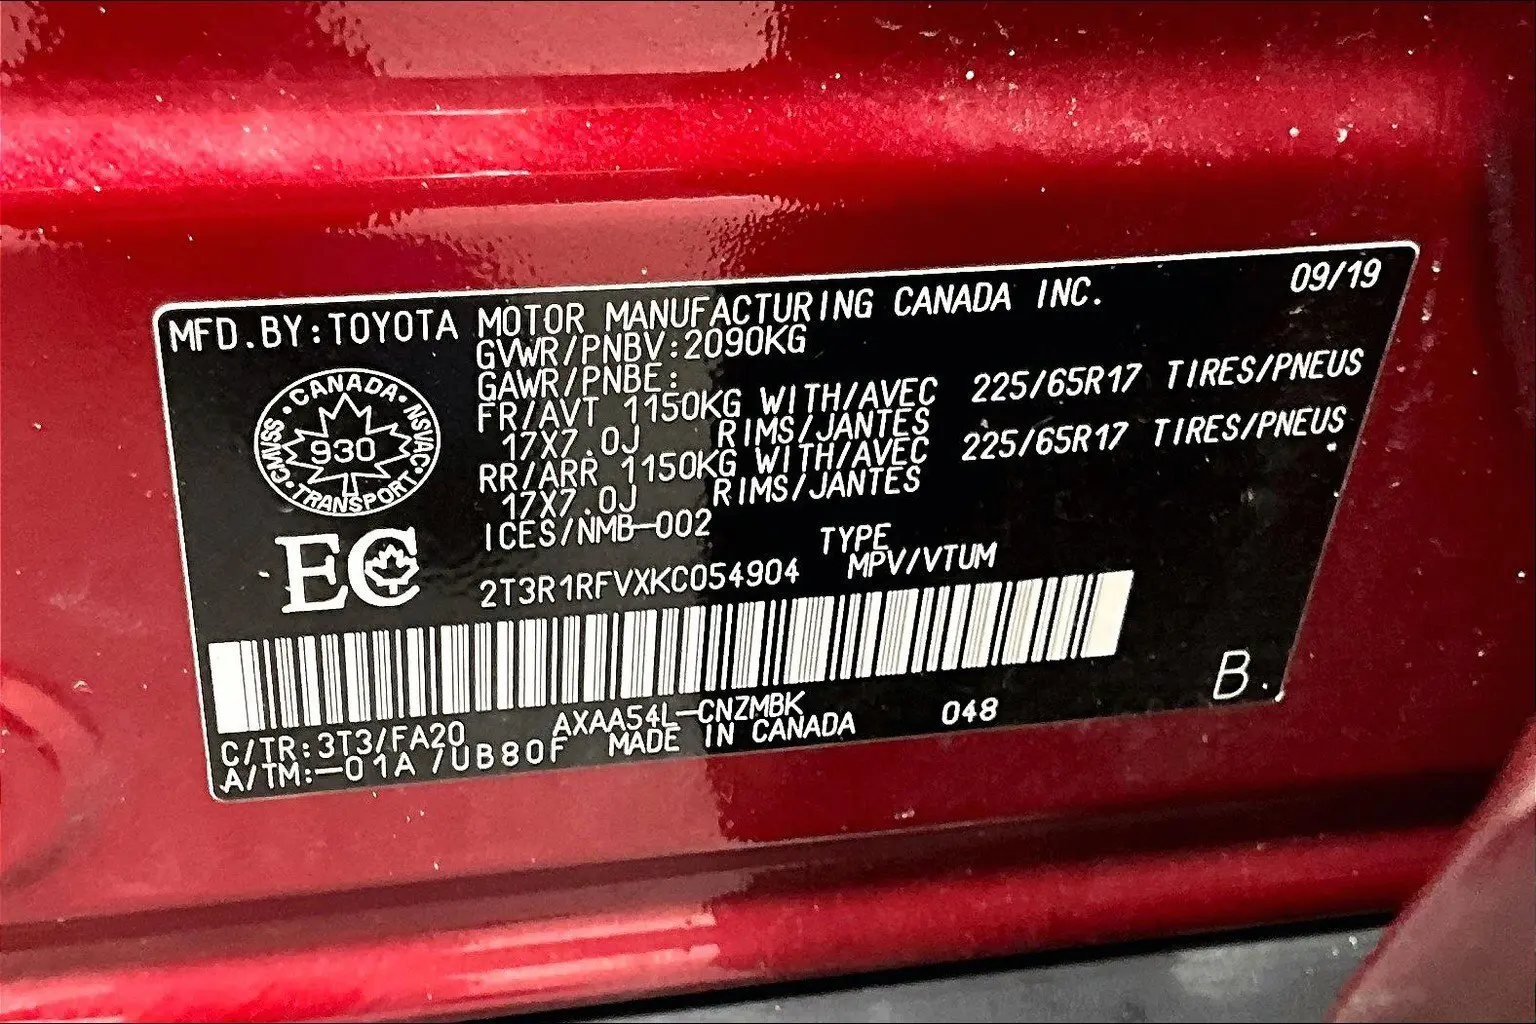 MFD.BY:TOYOTA MOTOR MANUFACTURING CANADA INC. 09/19
GVWR/PNBV:2090KG
GAWR/PNBE:
FR/AVT 1150KG WITH/AVEC 225/65R17 TIRES/PNEUS
17X7.0J RIMS/JANTES
RR/ARR 1150KG WITH/AVEC 225/65R17 TIRES/PNEUS
17X7.0J RIMS/JANTES
ICES/NMB-002
CANADA
NSVAC
TRANSPORT
CMVSS
930
EC
TYPE
2T3R1RFVXKC054904 MPV/VTUM
B.
C/TR:3T3/FA20 AXAA54L-CNZMBK 048
A/TM:-01A/UB80F MADE IN CANADA